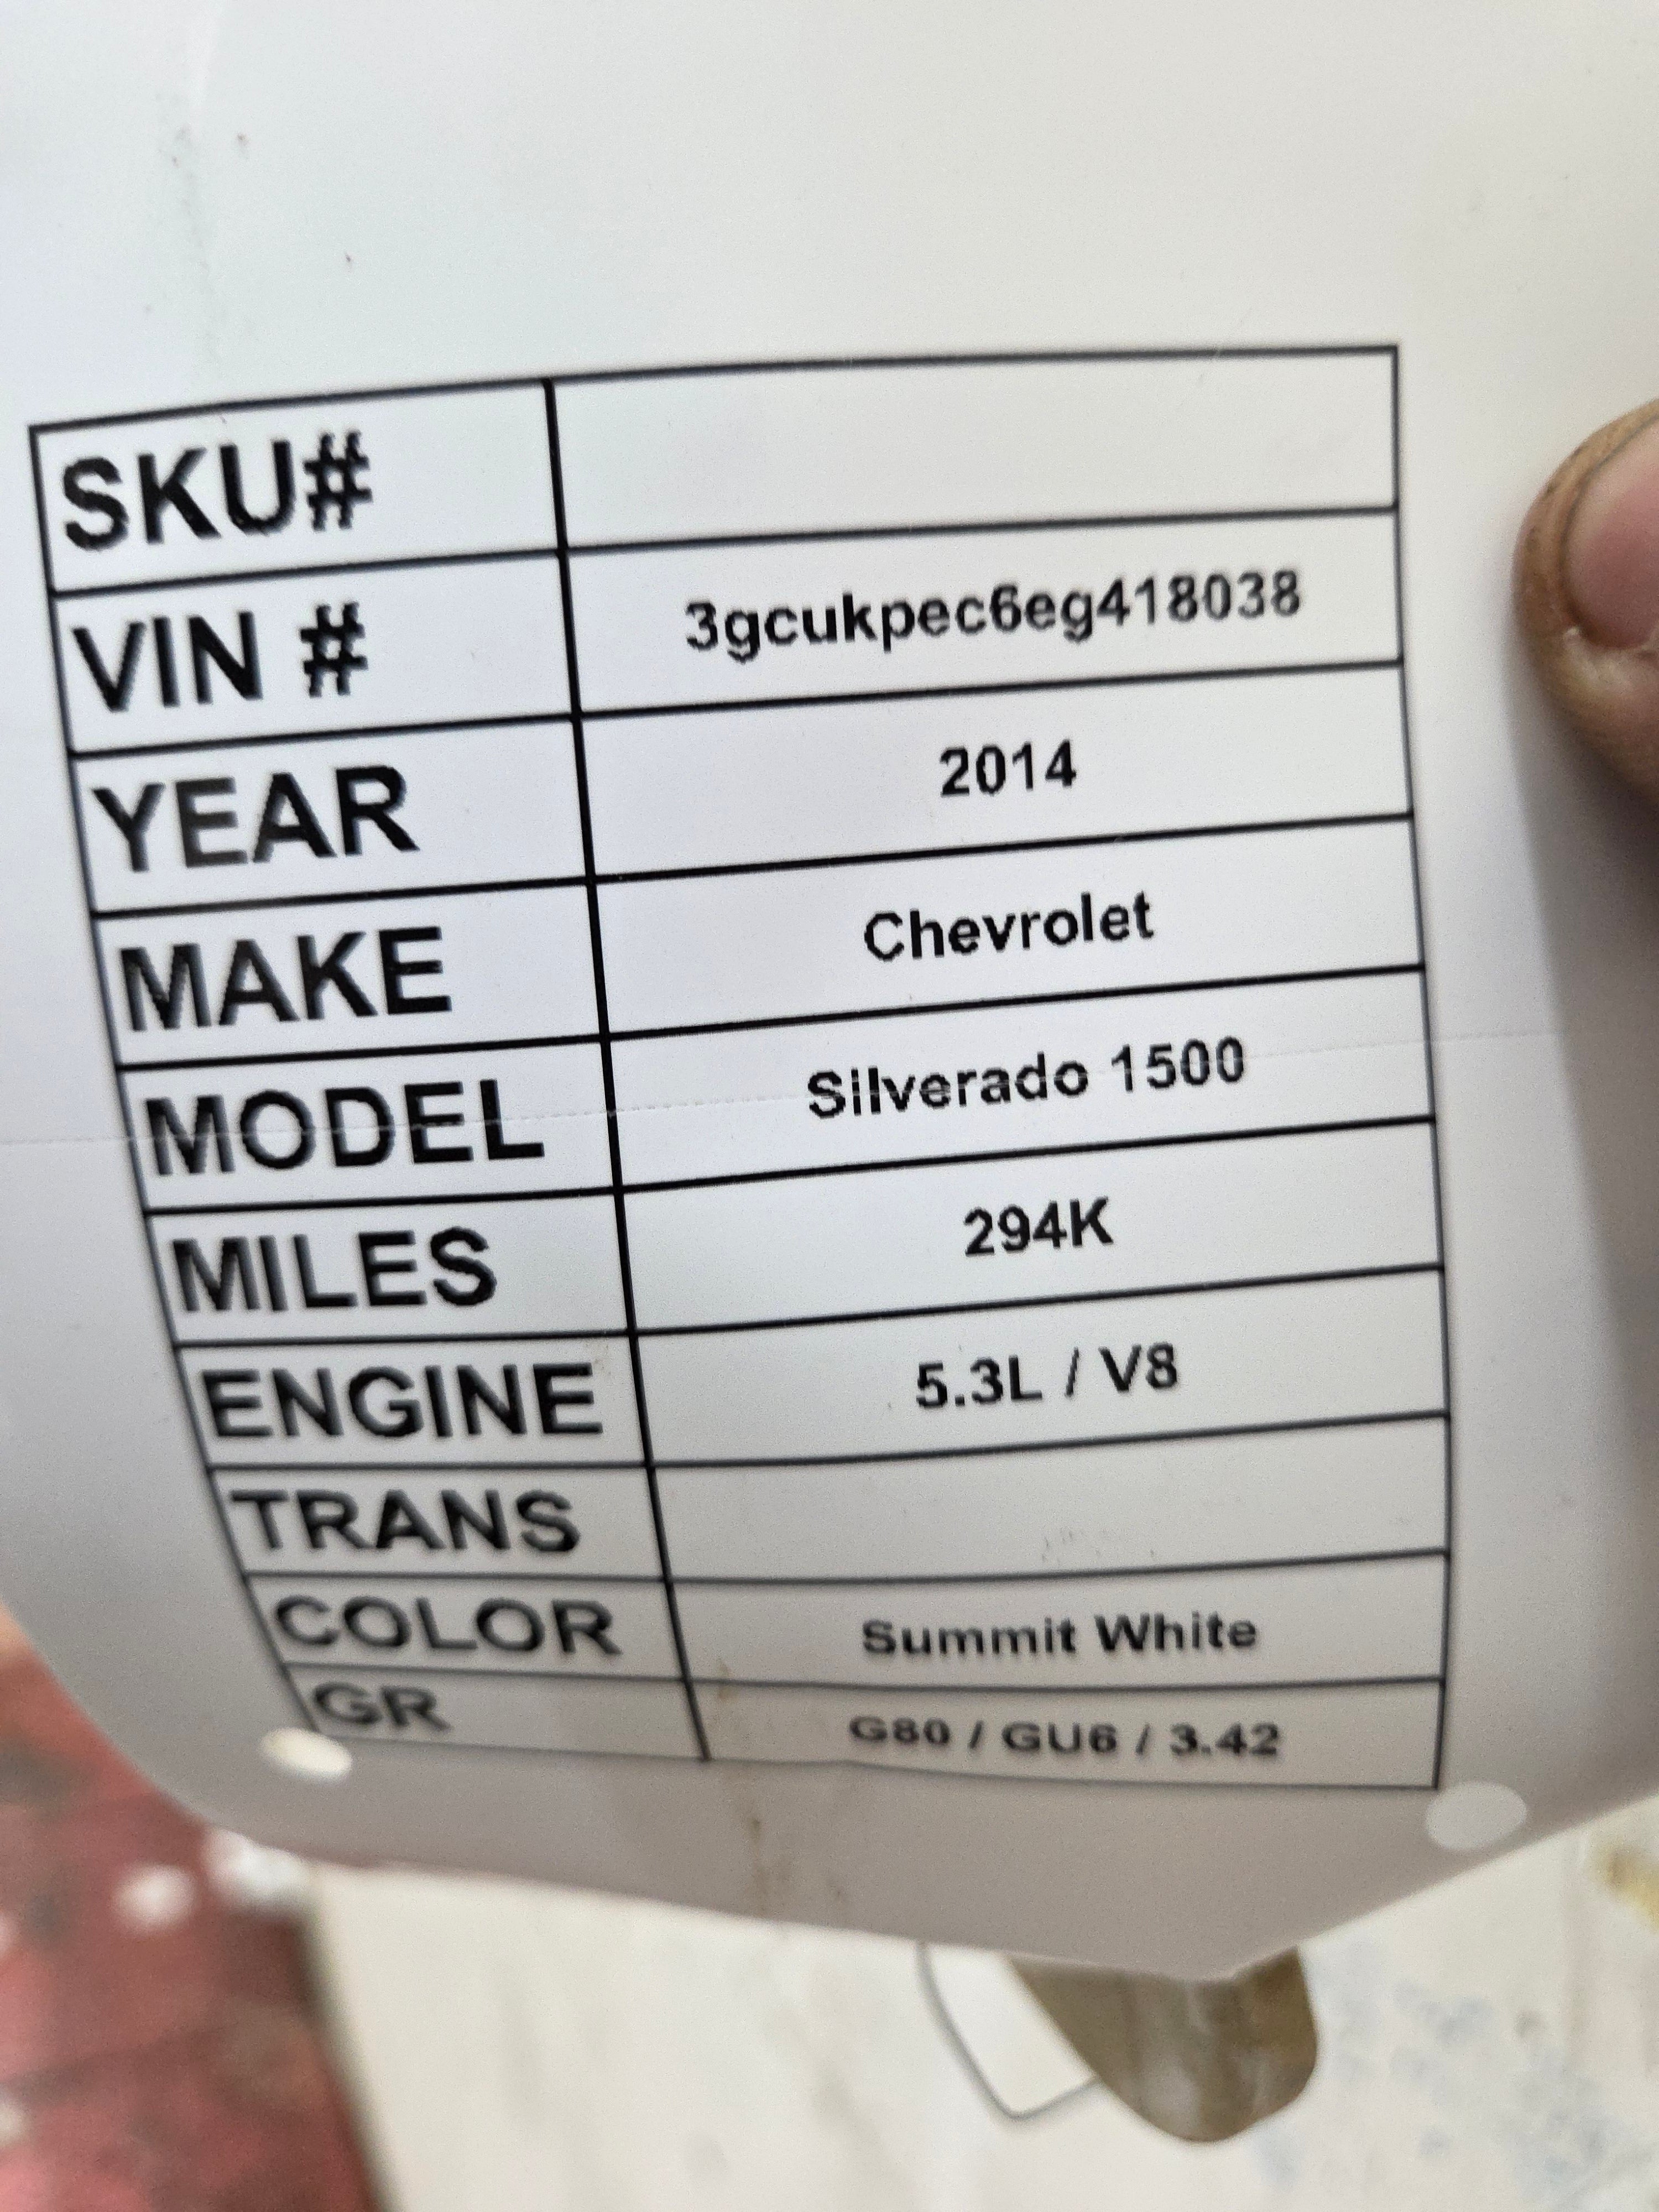 SKU#
VIN # 3gcukpec6eg418038
YEAR 2014
MAKE Chevrolet
MODEL Silverado 1500
MILES 294K
ENGINE 5.3L / V8
TRANS
COLOR Summit White
GR G80 / GU6 / 3.42